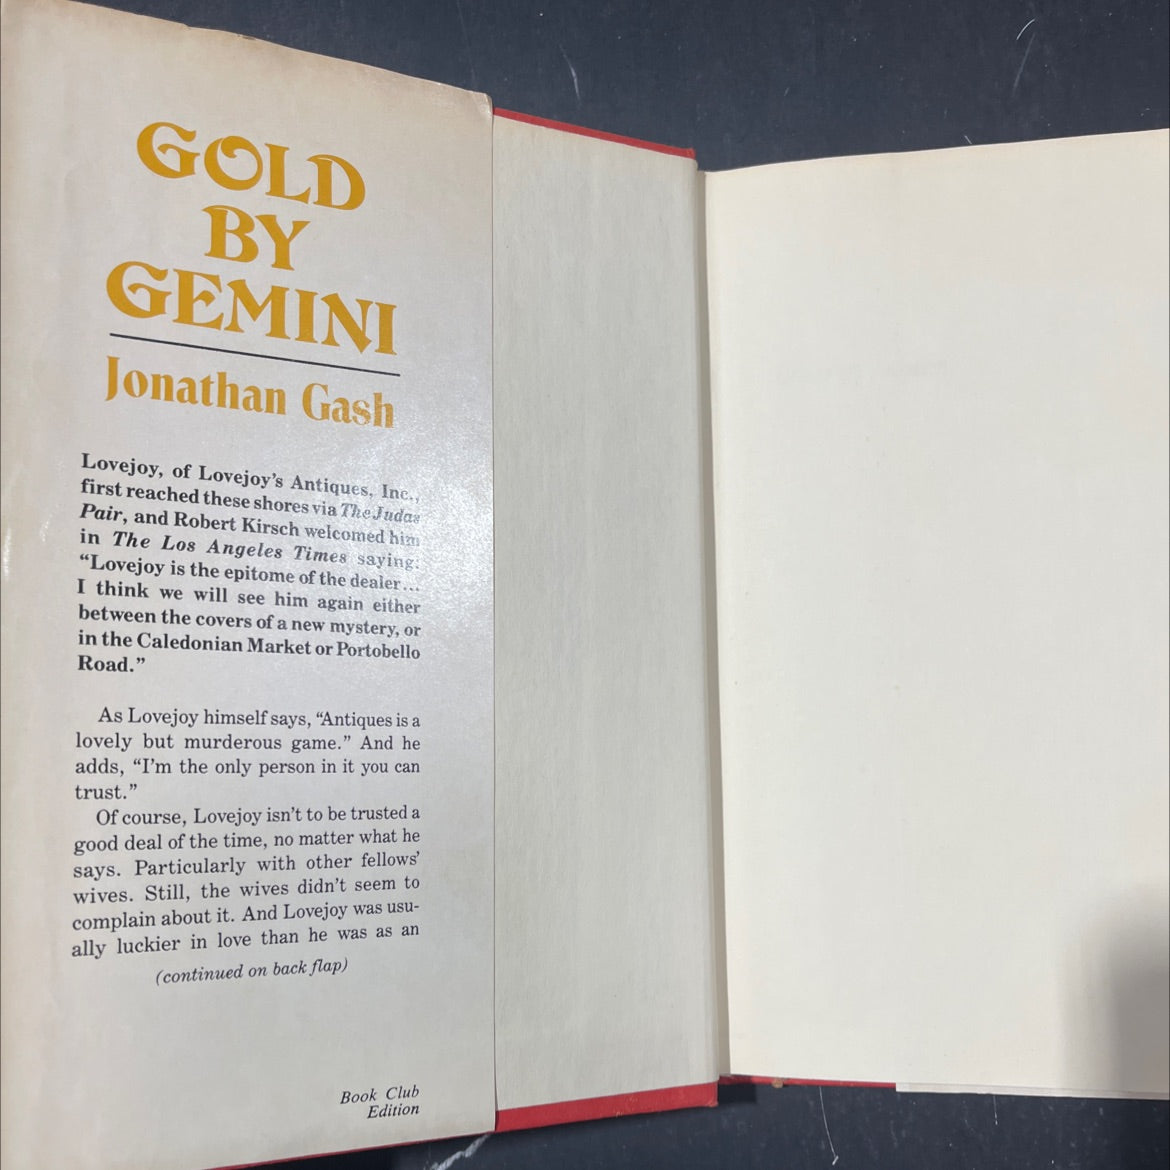 GOLD
BY
GEMINI
Jonathan Gash
Lovejoy, of Lovejoy's Antiques, Inc.,
first reached these shores via The Judas
Pair, and Robert Kirsch welcomed him
in The Los Angeles Times saying:
“Lovejoy is the epitome of the dealer...
I think we will see him again either
between the covers of a new mystery, or
in the Caledonian Market or Portobello
Road.”
As Lovejoy himself says, “Antiques is a
lovely but murderous game.” And he
adds, “I'm the only person in it you can
trust.”
Of course, Lovejoy isn't to be trusted a
good deal of the time, no matter what he
says. Particularly with other fellows'
wives. Still, the wives didn't seem to
complain about it. And Lovejoy was usu-
ally luckier in love than he was as an
(continued on back flap)
Book Club
Edition